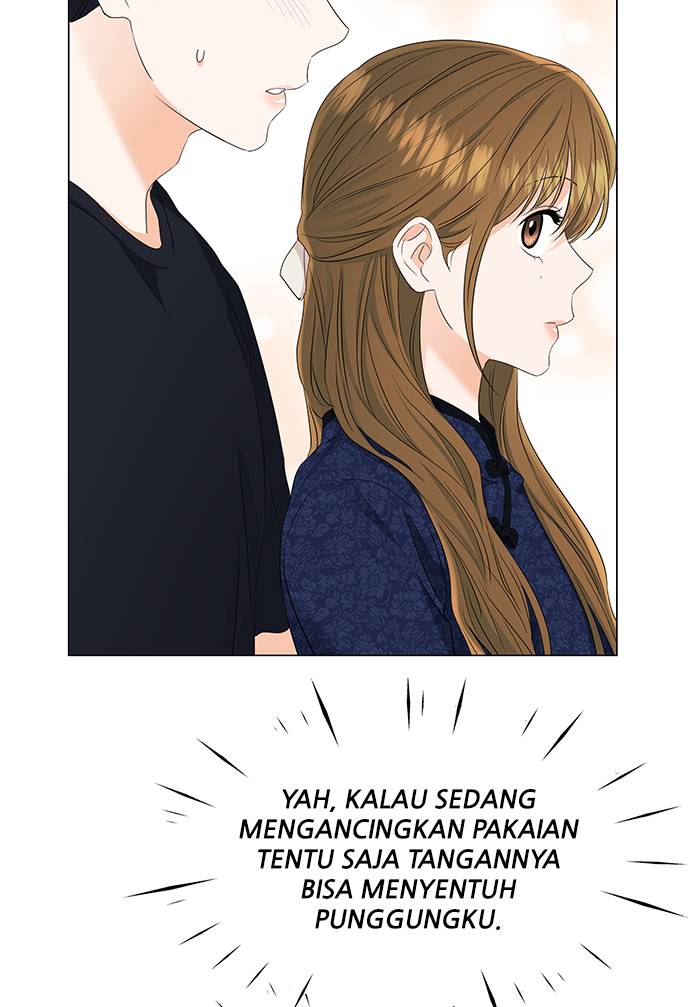 YAH, KALAU SEDANG
MENGANCINGKAN PAKAIAN
TENTU SAJA TANGANNYA
BISA MENYENTUH
PUNGGUNGKU.